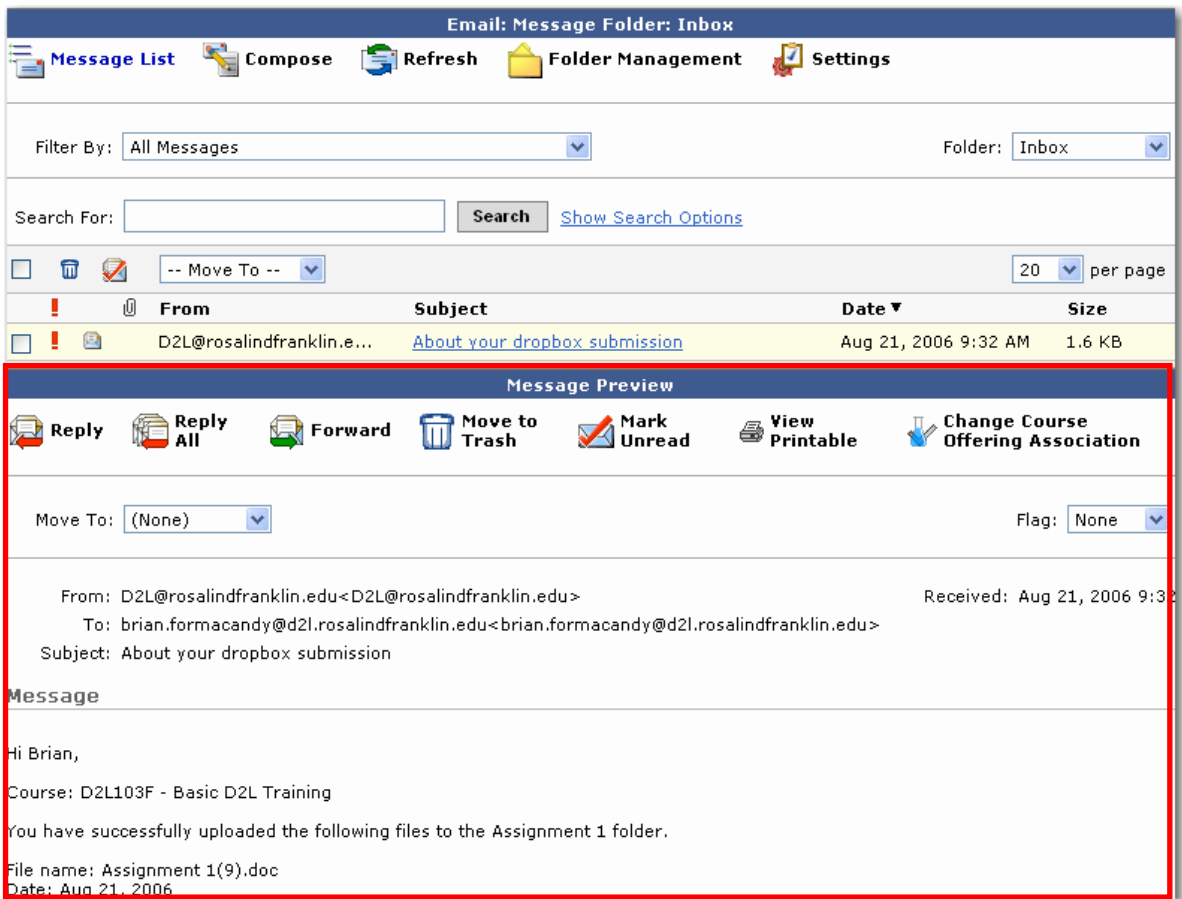 Email: Message Folder: Inbox
Message List Compose Refresh Folder Management Settings
Filter By: All Messages Folder: Inbox
Search For: Search Show Search Options
-- Move To -- 20 per page
From Subject Date ▼ Size
D2L@rosalindfranklin.e... About your dropbox submission Aug 21, 2006 9:32 AM 1.6 KB
Message Preview
Reply Reply All Forward Move to Trash Mark Unread View Printable Change Course Offering Association
Move To: (None) Flag: None
From: D2L@rosalindfranklin.edu<D2L@rosalindfranklin.edu> Received: Aug 21, 2006 9:32
To: brian.formacandy@d2l.rosalindfranklin.edu<brian.formacandy@d2l.rosalindfranklin.edu>
Subject: About your dropbox submission
Message
Hi Brian,
Course: D2L103F - Basic D2L Training
You have successfully uploaded the following files to the Assignment 1 folder.
File name: Assignment 1(9).doc
Date: Aug 21, 2006